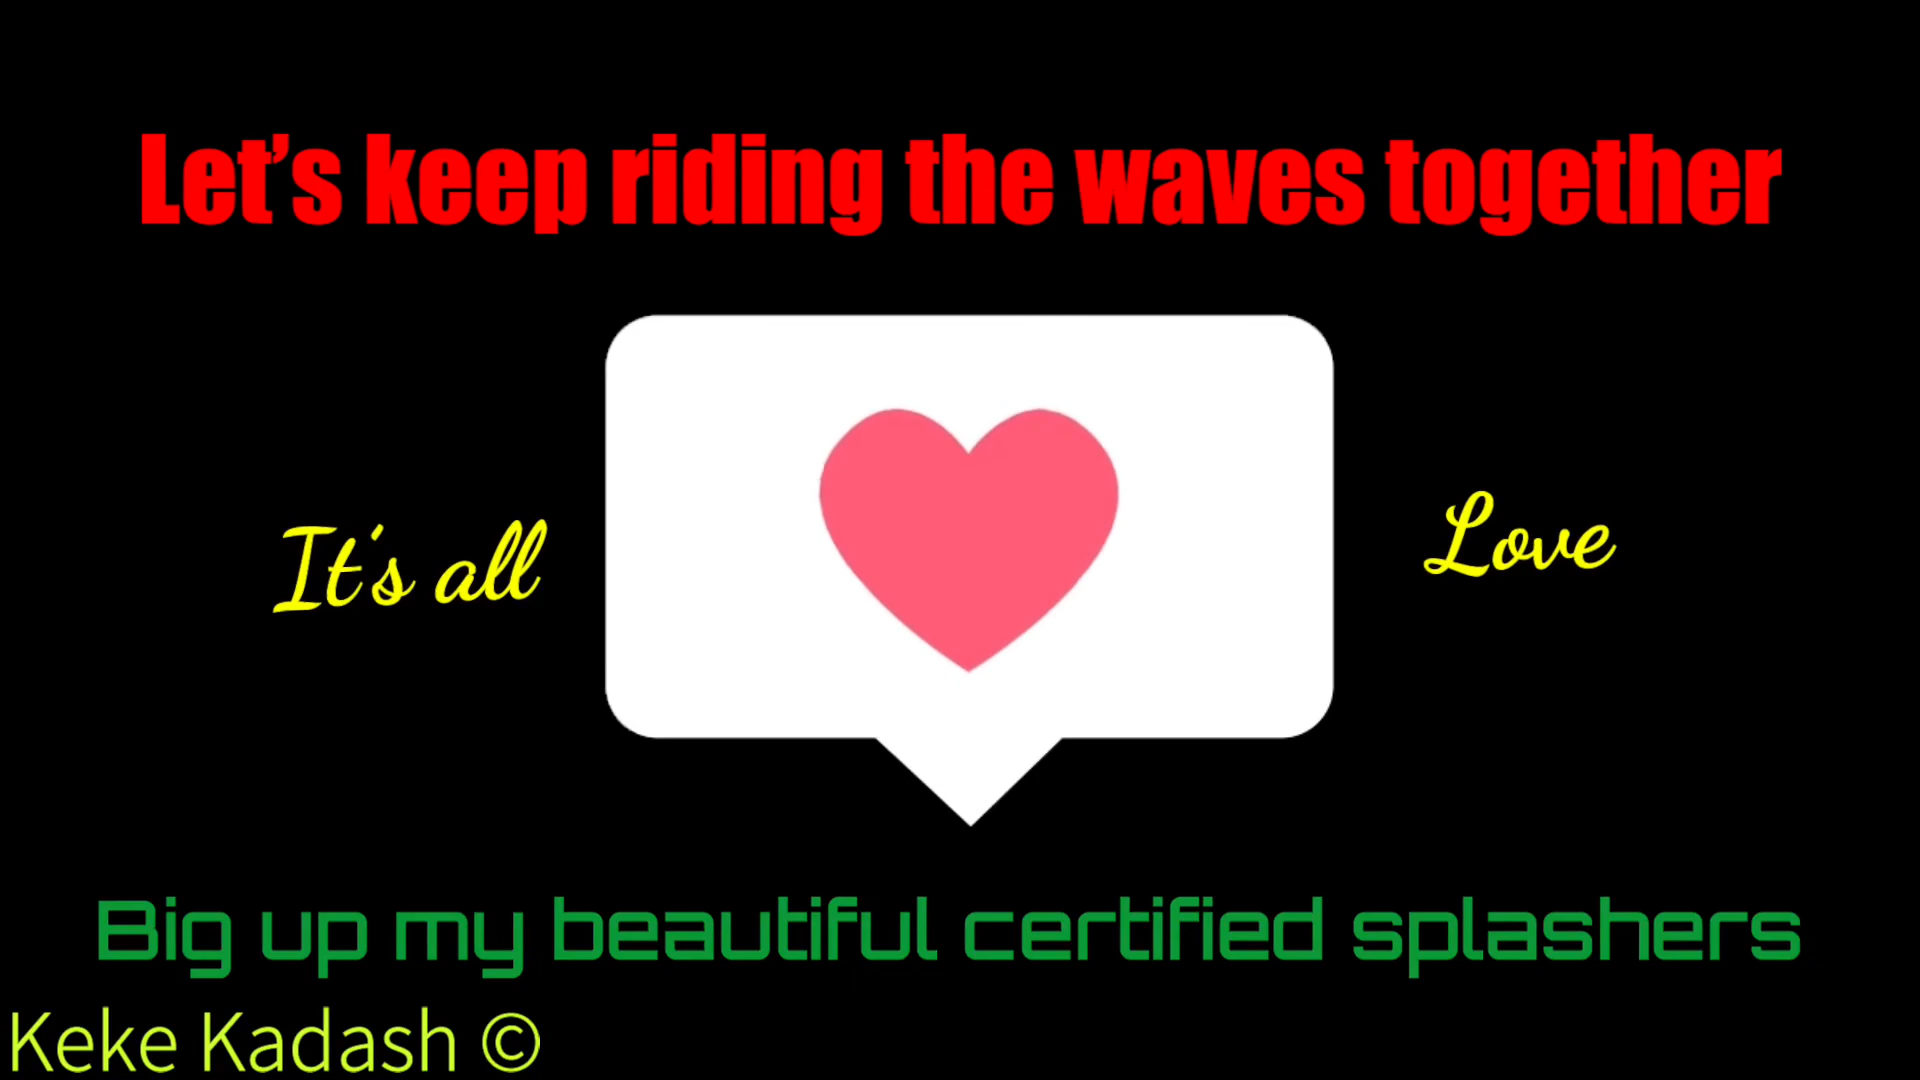 Let’s keep riding the waves together
It's all
Love
Big up my beautiful certified splashers
Keke Kadash ©